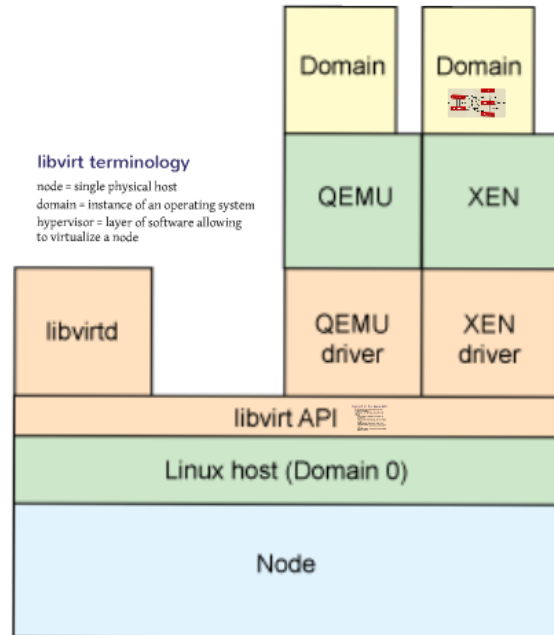 Domain
Domain
libvirt terminology
node = single physical host
domain = instance of an operating system
hypervisor = layer of software allowing
to virtualize a node
QEMU
XEN
libvirtd
QEMU
driver
XEN
driver
libvirt API
Linux host (Domain 0)
Node